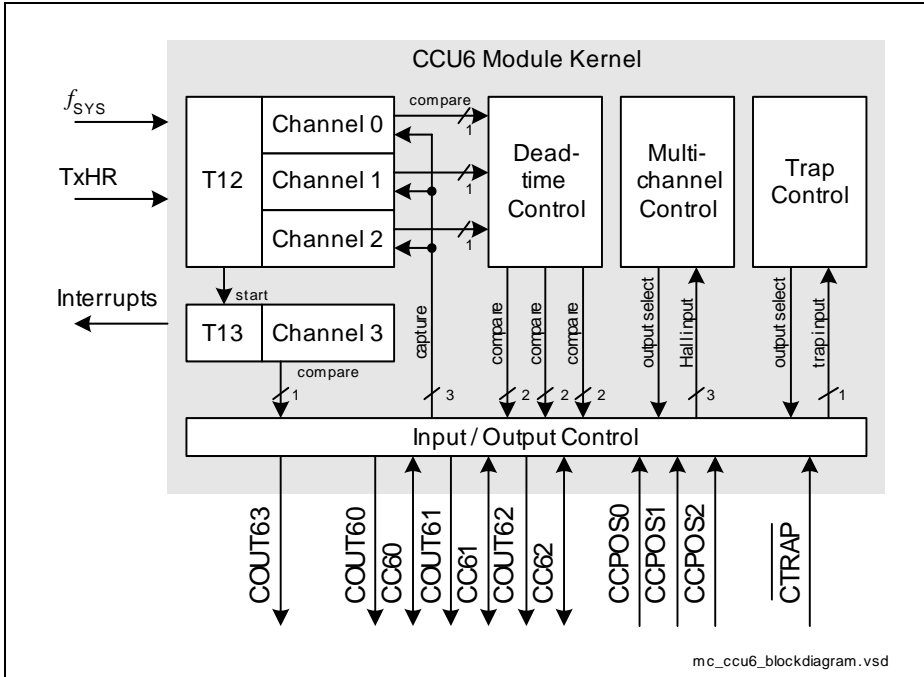 CCU6 Module Kernel
fSYS
TxHR
Interrupts
T12
Channel 0
Channel 1
Channel 2
compare
1
1
1
Dead-
time
Control
Multi-
channel
Control
Trap
Control
start
T13
Channel 3
compare
1
capture
3
compare
2
compare
2
compare
2
output select
Hall input
3
output select
trap input
1
Input / Output Control
COUT63
COUT60
CC60
COUT61
CC61
COUT62
CC62
CCPOS0
CCPOS1
CCPOS2
CTRAP
mc_ccu6_blockdiagram.vsd